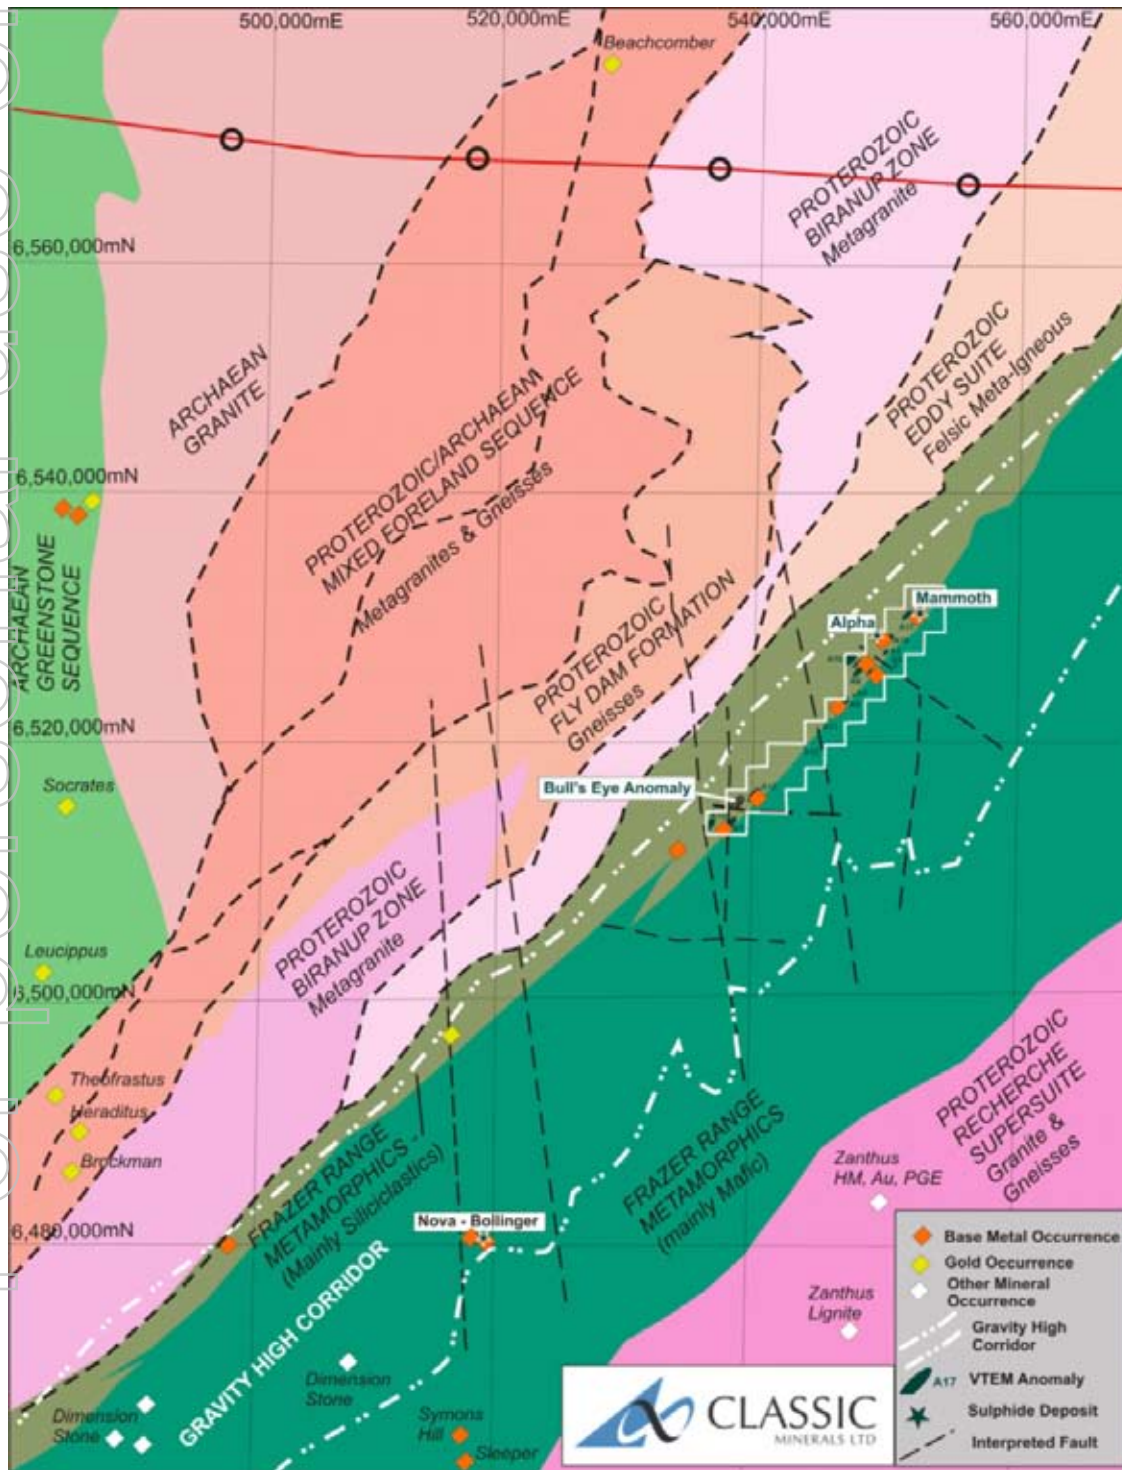 500,000mE
520,000mE
540,000mE
560,000mE
Beachcomber
PROTEROZOIC
BIRANUP ZONE
Metagranite
6,560,000mN
ARCHAEAN
GRANITE
PROTEROZOIC/ARCHAEAN
MIXED FORELAND SEQUENCE
Metagranites & Gneisses
PROTEROZOIC
EDDY SUITE
Felsic Meta-Igneous
6,540,000mN
ARCHAEAN
GREENSTONE
SEQUENCE
PROTEROZOIC
FLY DAM FORMATION
Gneisses
Mammoth
Alpha
6,520,000mN
Socrates
Bull's Eye Anomaly
PROTEROZOIC
BIRANUP ZONE
Metagranite
Leucippus
6,500,000mN
Theofrastus
Heraditus
Brockman
PROTEROZOIC
RECHERCHE
SUPERSUITE
Granite &
Gneisses
FRAZER RANGE
METAMORPHICS -
(Mainly Siliciclastics)
FRAZER RANGE
METAMORPHICS
(mainly Mafic)
Zanthus
HM, Au, PGE
6,480,000mN
Nova - Bollinger
GRAVITY HIGH CORRIDOR
Zanthus
Lignite
Dimension
Stone
Dimension
Stone
Symons
Hill
Sleeper
CLASSIC
MINERALS LTD
Base Metal Occurrence
Gold Occurrence
Other Mineral
Occurrence
Gravity High
Corridor
A17 VTEM Anomaly
Sulphide Deposit
Interpreted Fault